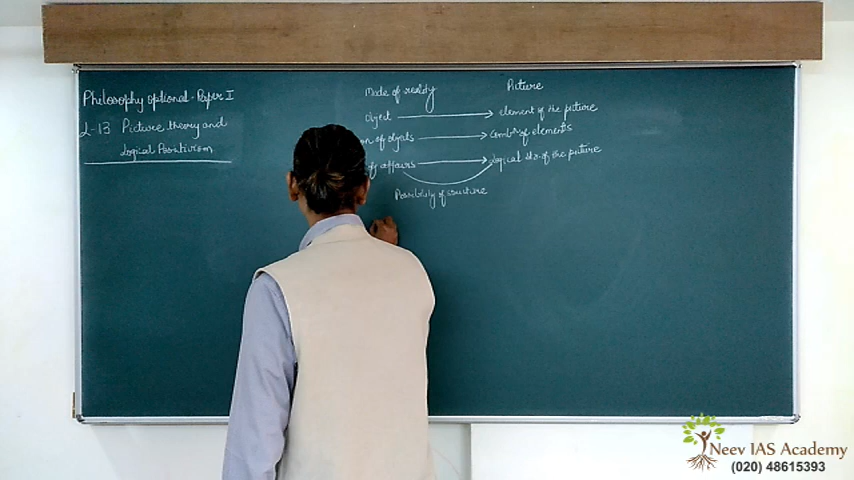 Philosophy optional - Paper I
L-13 Picture theory and
Logical Positivism
Mode of reality
Picture
Object
element of the picture
on of objects
Combn of elements
of affairs
Logical str. of the picture
Possibility of structure
Neev IAS Academy
(020) 48615393